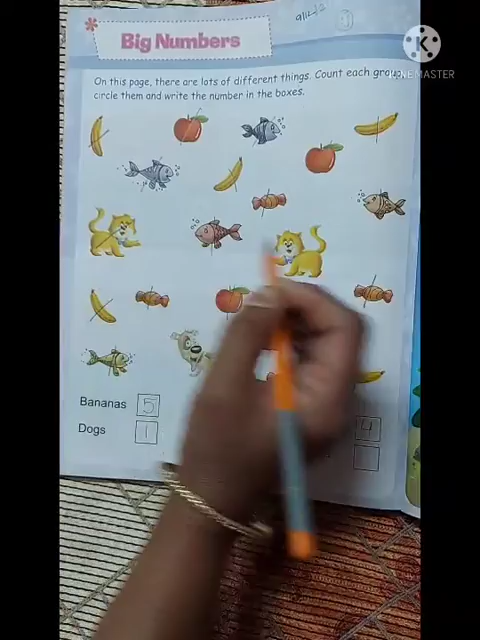 Big Numbers
On this page, there are lots of different things. Count each group,
circle them and write the number in the boxes.
Bananas 5
4
Dogs 1